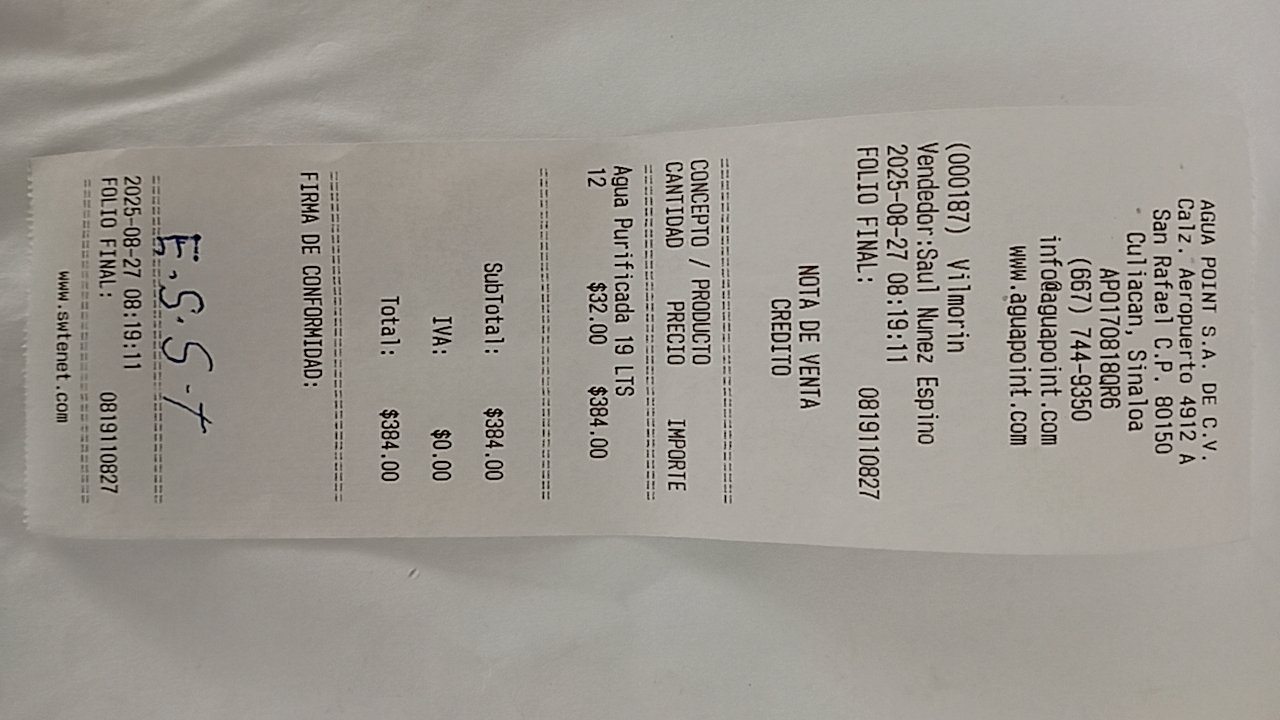 AGUA POINT S.A. DE C.V.
Calz. Aeropuerto 4912 A
San Rafael C.P. 80150
Culiacan, Sinaloa
APO170818QR6
(667) 744-9350
info@aguapoint.com
www.aguapoint.com
(000187) Vilmorin
Vendedor:Saul Nunez Espino
2025-08-27 08:19:11
FOLIO FINAL: 0819110827
NOTA DE VENTA
CREDITO
CONCEPTO / PRODUCTO
CANTIDAD PRECIO IMPORTE
Agua Purificada 19 LTS
12 $32.00 $384.00
SubTotal: $384.00
IVA: $0.00
Total: $384.00
FIRMA DE CONFORMIDAD:
E.S.S.T
2025-08-27 08:19:11
FOLIO FINAL: 0819110827
www.swtenet.com